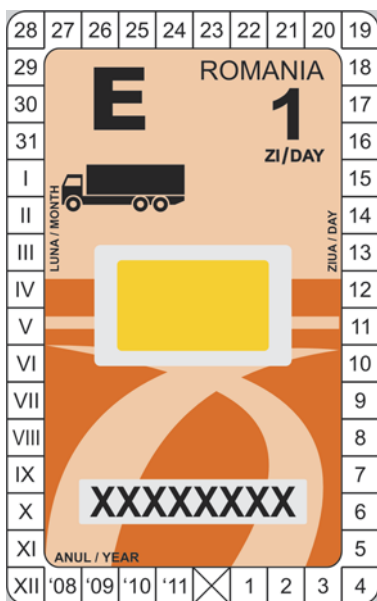 28 27 26 25 24 23 22 21 20 19
29 18
30 17
31 16
I 15
II 14
III 13
IV 12
V 11
VI 10
VII 9
VIII 8
IX 7
X 6
XI 5
XII '08 '09 '10 '11 1 2 3 4
E
ROMANIA
1
ZI/DAY
LUNA / MONTH
ZIUA / DAY
XXXXXXXX
ANUL / YEAR